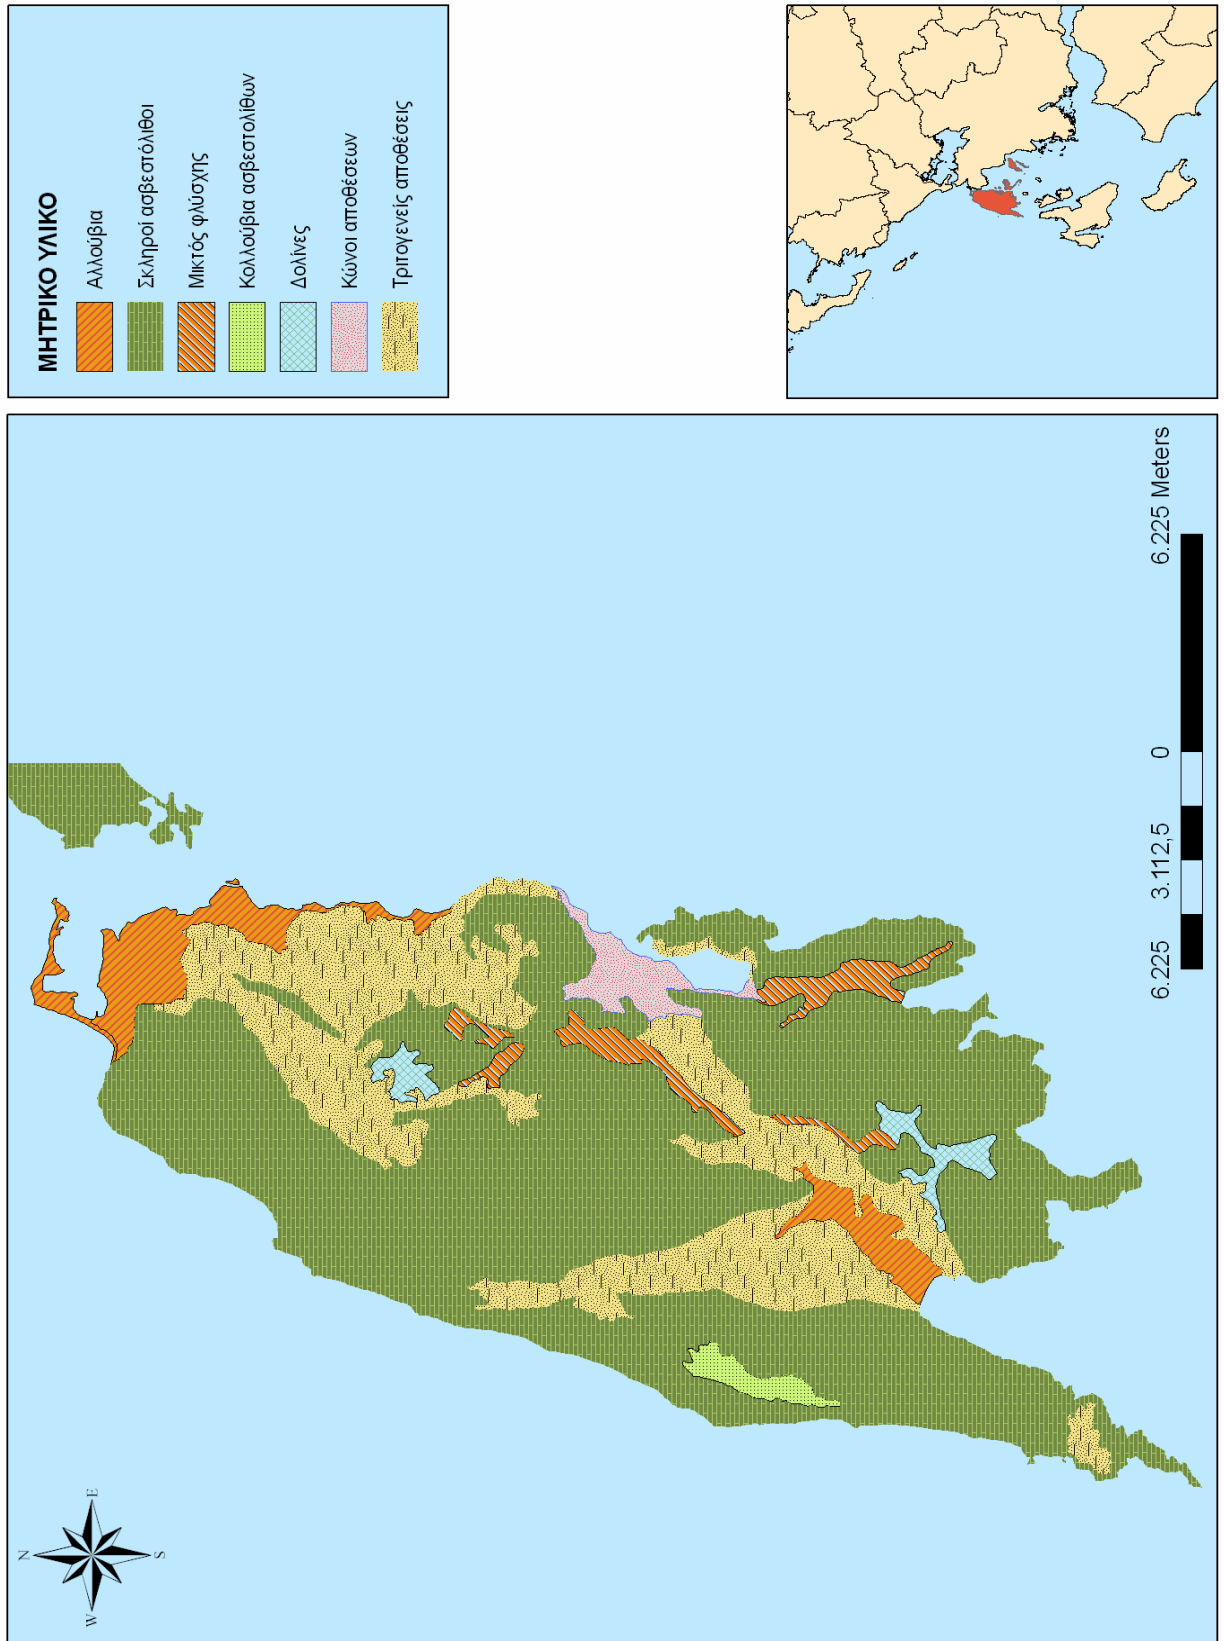 ΜΗΤΡΙΚΟ ΥΛΙΚΟ
Αλλούβια
Σκληροί ασβεστόλιθοι
Μικτός φλύσχης
Κολλούβια ασβεστολίθων
Δολίνες
Κώνοι αποθέσεων
Τριτογενείς αποθέσεις
N
W
E
S
6.225 3.112,5 0 6.225 Meters